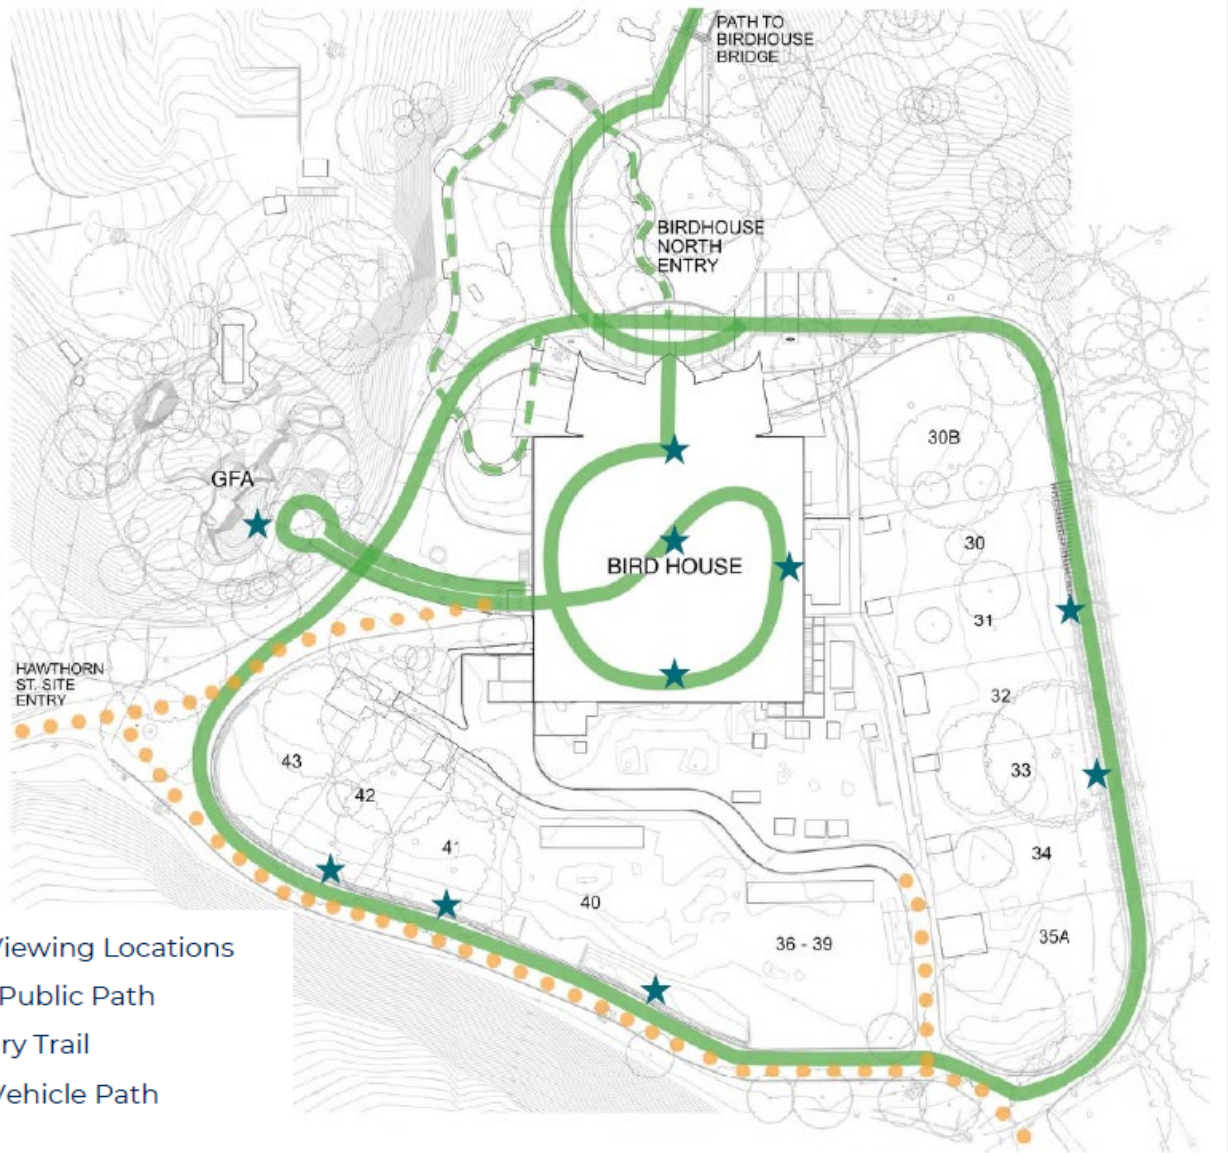 PATH TO
BIRDHOUSE
BRIDGE
BIRDHOUSE
NORTH
ENTRY
30B
GFA
30
BIRD HOUSE
31
HAWTHORN
ST. SITE
ENTRY
32
43
33
42
41
34
40
36 - 39
35A
Viewing Locations
Public Path
ry Trail
Vehicle Path